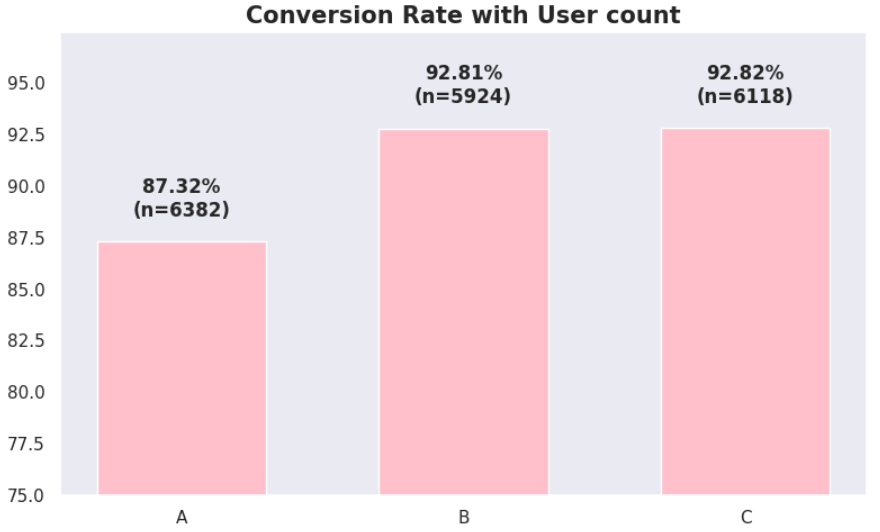 Conversion Rate with User count
95.0
92.5
90.0
87.5
85.0
82.5
80.0
77.5
75.0
87.32%
(n=6382)
92.81%
(n=5924)
92.82%
(n=6118)
A
B
C